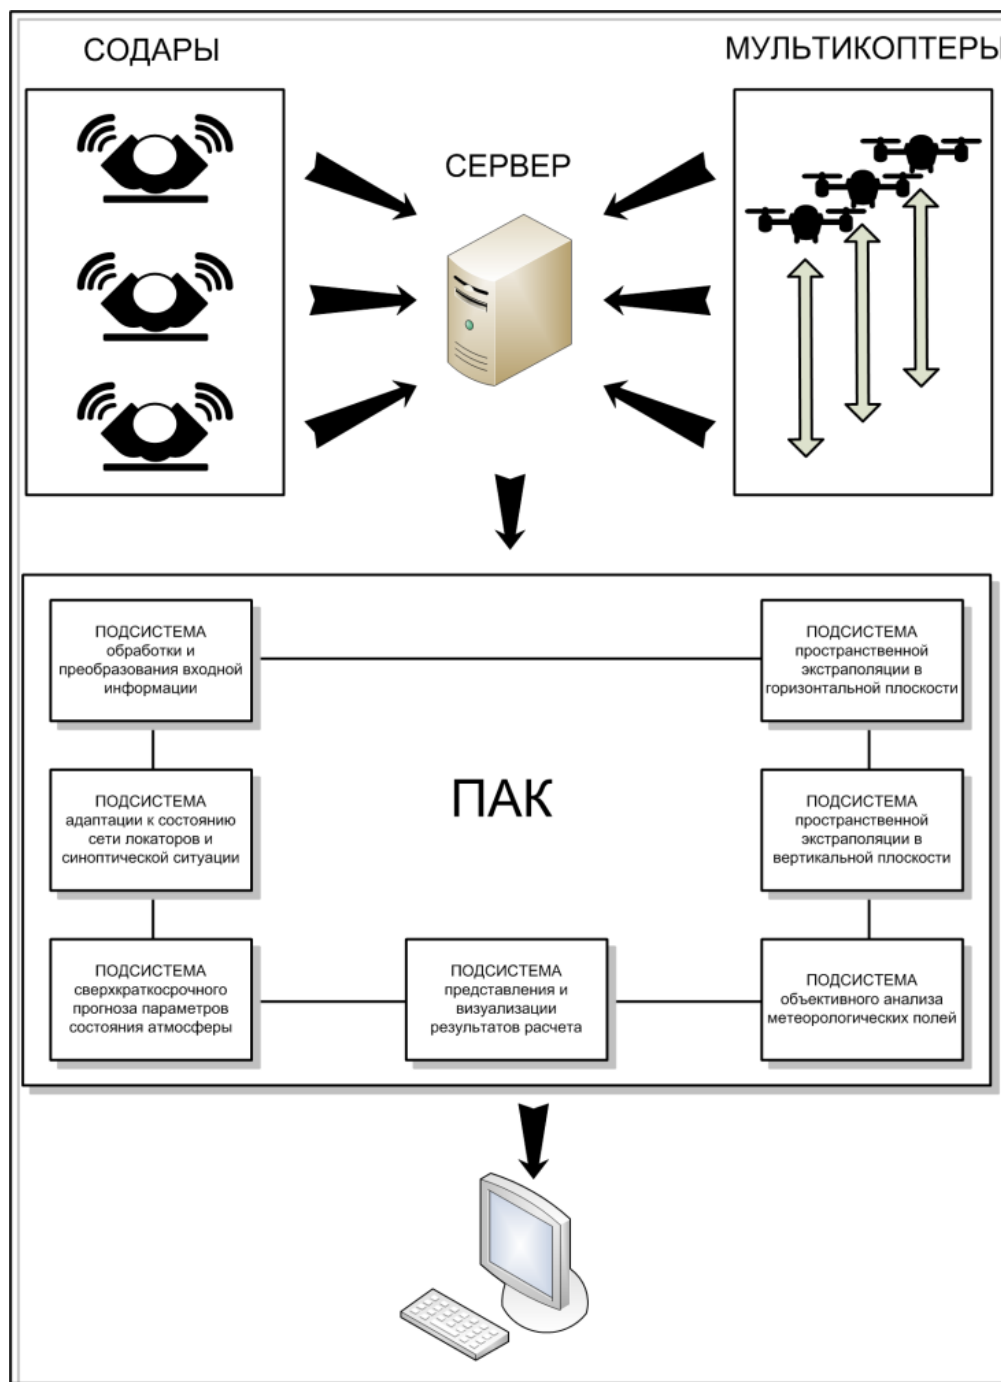 СОДАРЫ
МУЛЬТИКОПТЕРЫ
СЕРВЕР
ПОДСИСТЕМА
обработки и
преобразования входной
информации
ПОДСИСТЕМА
пространственной
экстраполяции в
горизонтальной плоскости
ПАК
ПОДСИСТЕМА
адаптации к состоянию
сети локаторов и
синоптической ситуации
ПОДСИСТЕМА
пространственной
экстраполяции в
вертикальной плоскости
ПОДСИСТЕМА
сверхкраткосрочного
прогноза параметров
состояния атмосферы
ПОДСИСТЕМА
представления и
визуализации
результатов расчета
ПОДСИСТЕМА
объективного анализа
метеорологических полей